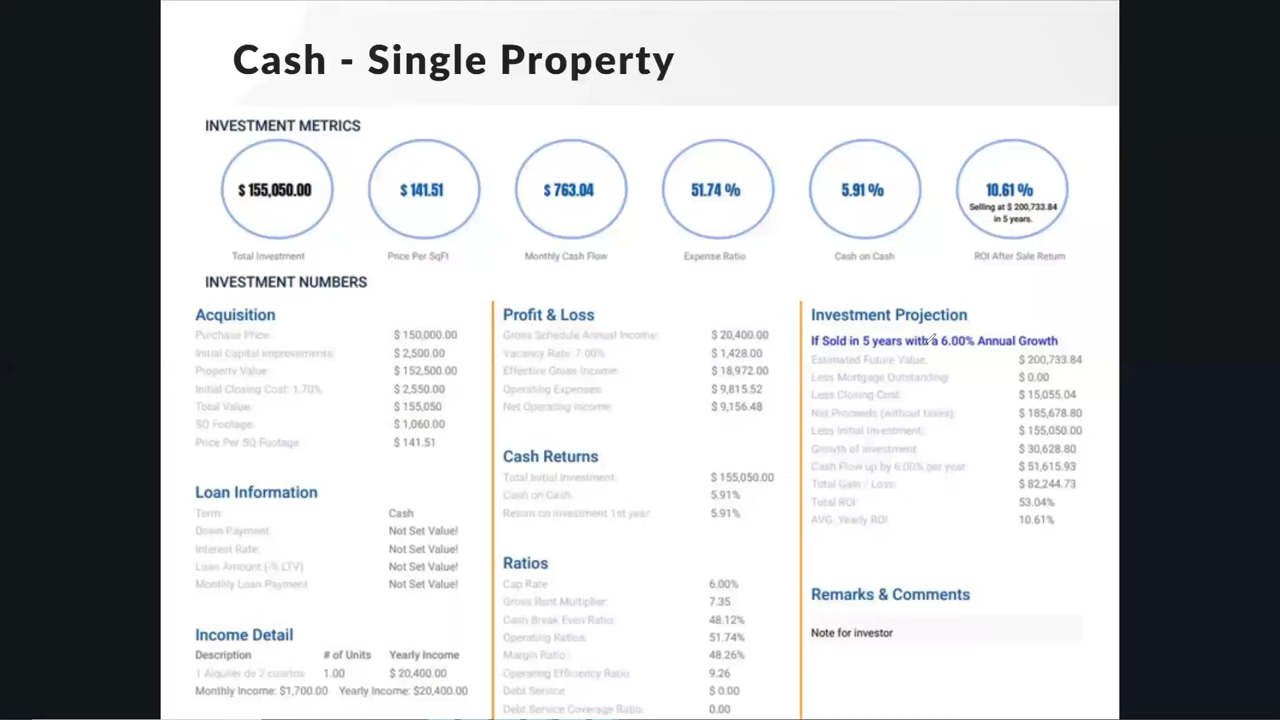 Cash - Single Property
INVESTMENT METRICS
$ 155,050.00
$ 141.51
$ 763.04
51.74 %
5.91 %
10.61 %
Selling at $ 200,733.84
in 5 years.
Total Investment
Price Per SqFt
Monthly Cash Flow
Expense Ratio
Cash on Cash
ROI After Sale Return
INVESTMENT NUMBERS
Acquisition
Purchase Price: $ 150,000.00
Initial Capital Improvements: $ 2,500.00
Property Value: $ 152,500.00
Initial Closing Cost: 1.70% $ 2,550.00
Total Value: $ 155,050
SQ Footage: $ 1,060.00
Price Per SQ Footage $ 141.51
Loan Information
Term: Cash
Down Payment Not Set Value!
Interest Rate: Not Set Value!
Loan Amount (-% LTV) Not Set Value!
Monthly Loan Payment Not Set Value!
Income Detail
Description # of Units Yearly Income
1 Alquiler de 2 cuartos 1.00 $ 20,400.00
Monthly Income: $1,700.00 Yearly Income: $20,400.00
Profit & Loss
Gross Schedule Annual Income: $ 20,400.00
Vacancy Rate: 7.00% $ 1,428.00
Effective Gross Income: $ 18,972.00
Operating Expenses: $ 9,815.52
Net Operating Income: $ 9,156.48
Cash Returns
Total Initial Investment: $ 155,050.00
Cash on Cash: 5.91%
Return on investment 1st year 5.91%
Ratios
Cap Rate 6.00%
Gross Rent Multiplier: 7.35
Cash Break Even Ratio: 48.12%
Operating Ratios: 51.74%
Margin Ratio: 48.26%
Operating Efficiency Ratio 9.26
Debt Service $ 0.00
Debt Service Coverage Ratio: 0.00
Investment Projection
If Sold in 5 years with a 6.00% Annual Growth
Estimated Future Value: $ 200,733.84
Less Mortgage Outstanding: $ 0.00
Less Closing Cost: $ 15,055.04
Net Proceeds (without taxes): $ 185,678.80
Less Initial Investment: $ 155,050.00
Growth of investment $ 30,628.80
Cash Flow up by 6.00% per year $ 51,615.93
Total Gain / Loss: $ 82,244.73
Total ROI: 53.04%
AVG. Yearly ROI: 10.61%
Remarks & Comments
Note for investor